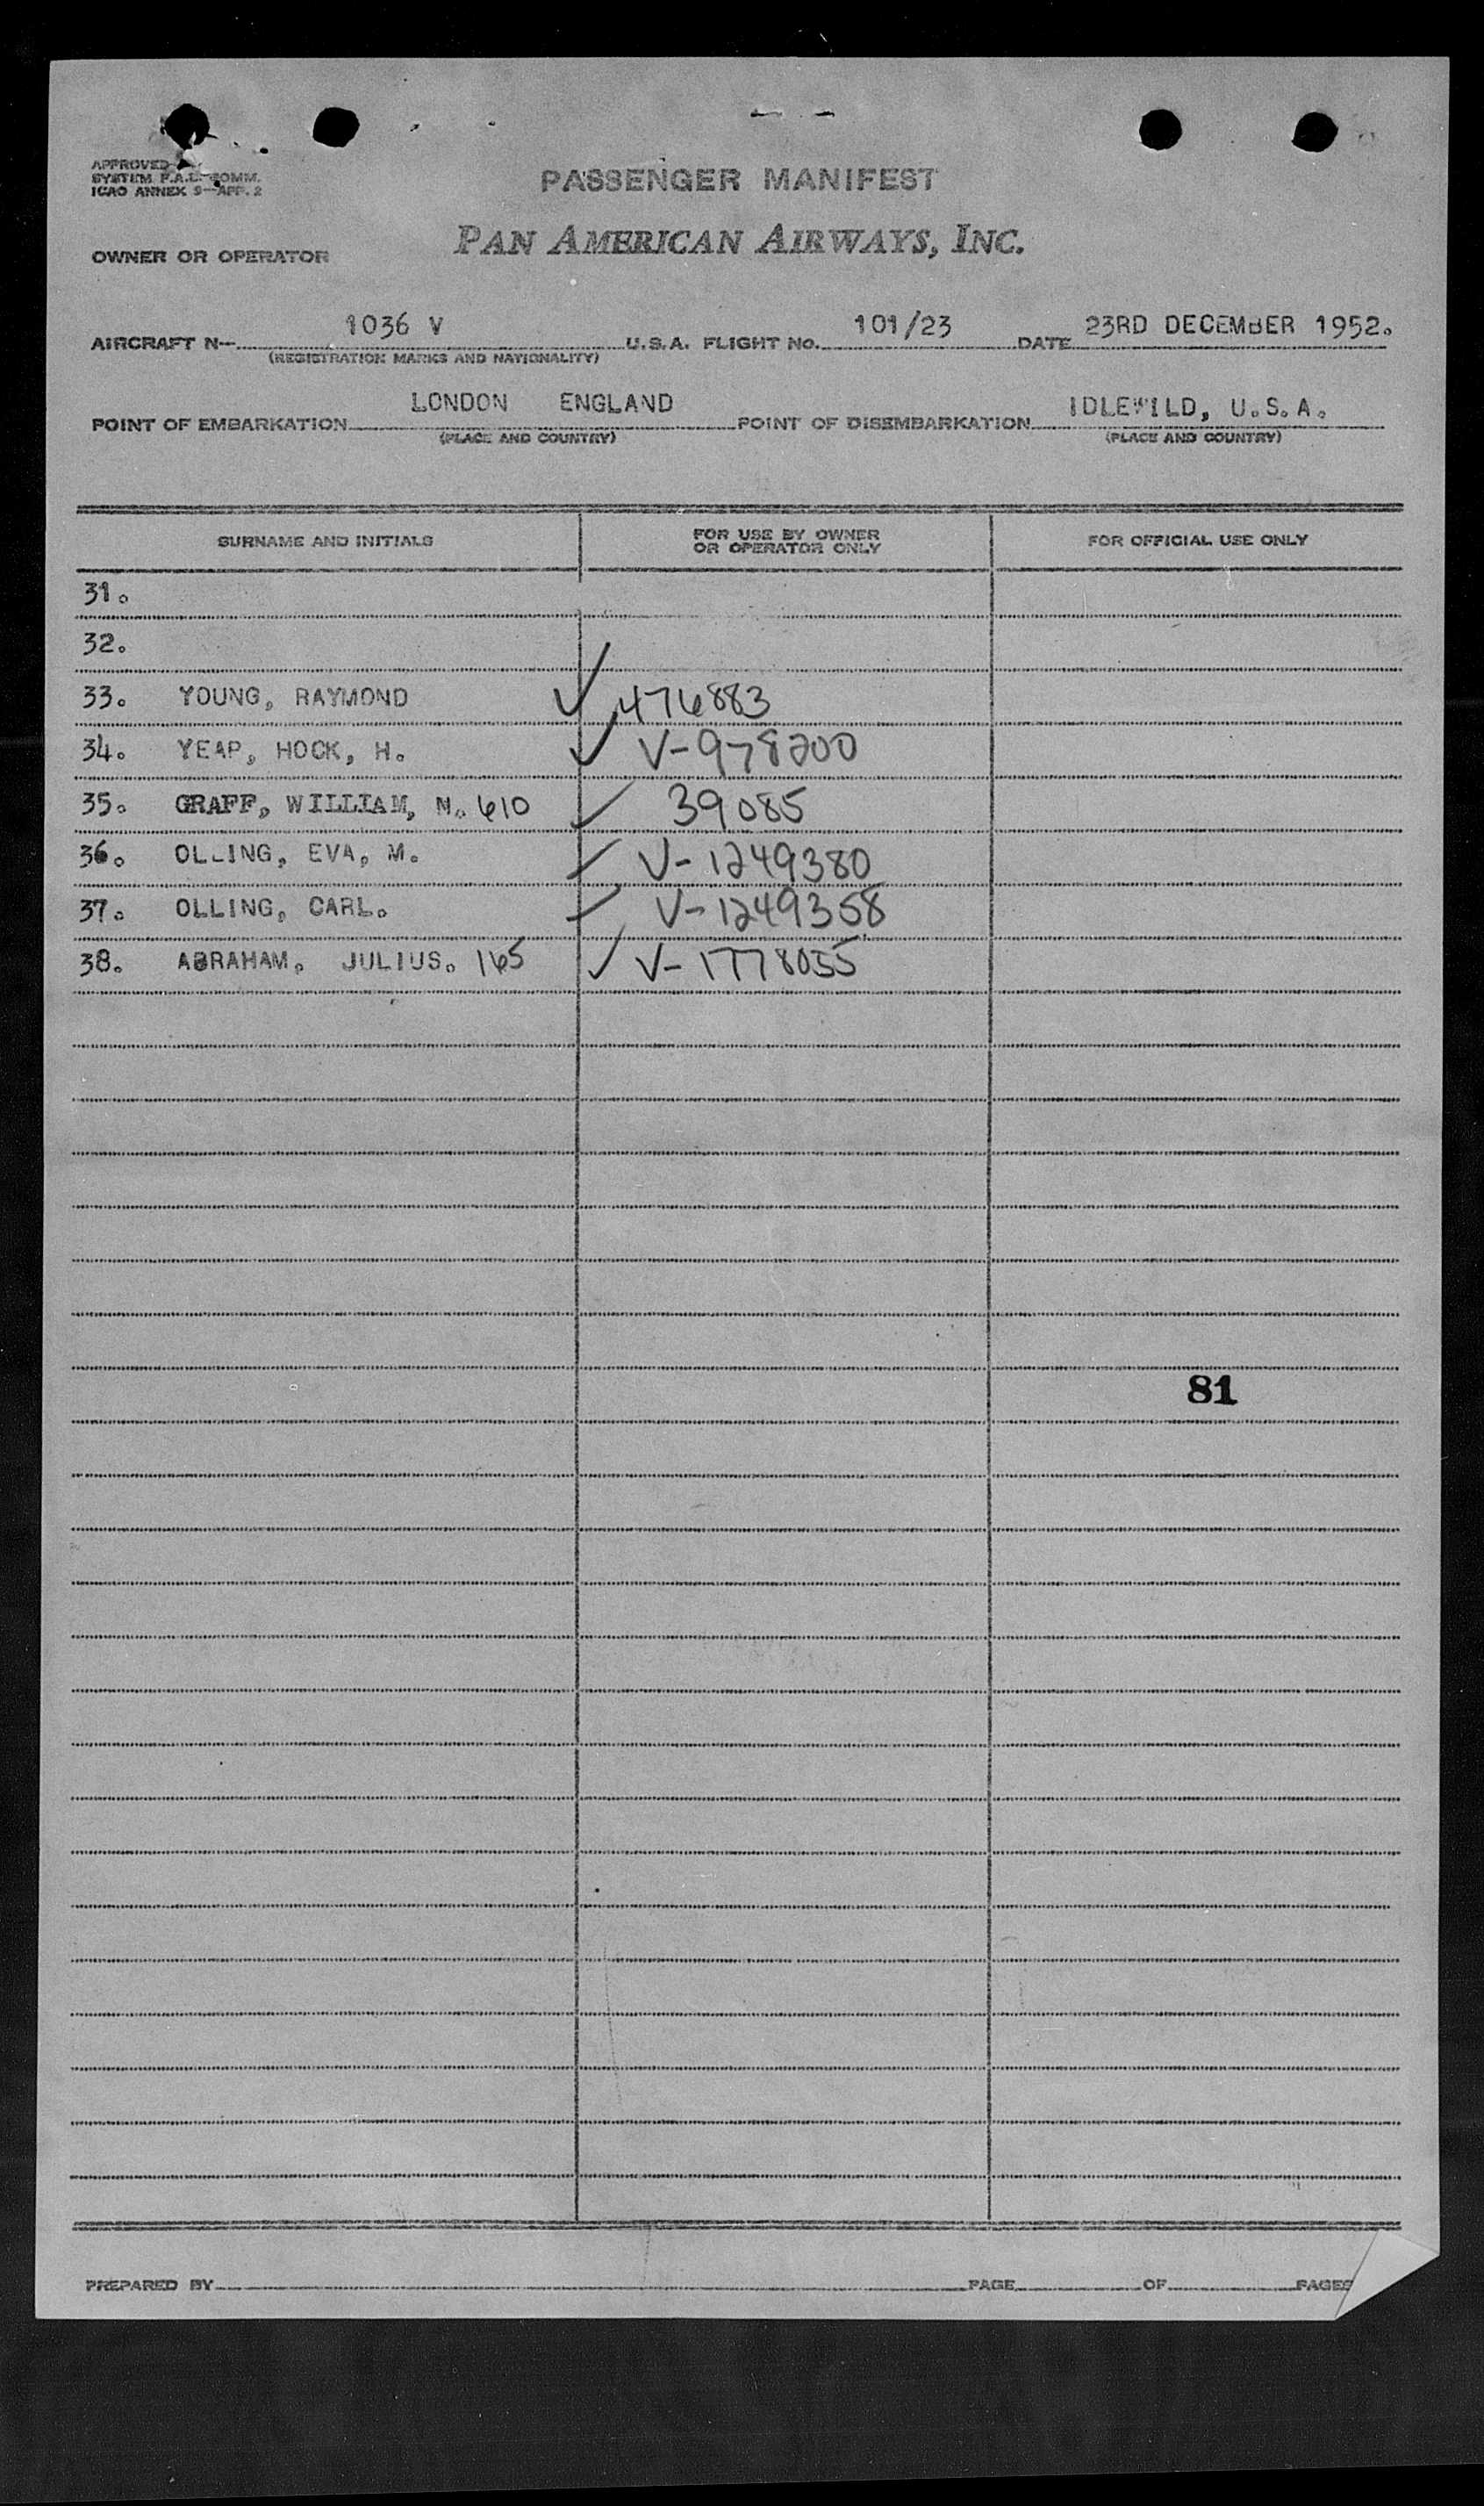 APPROVED
SYSTEM P.A.L. COMM.
ICAO ANNEX 9—APP. 2
PASSENGER MANIFEST
OWNER OR OPERATOR PAN AMERICAN AIRWAYS, INC.
AIRCRAFT N— 1036 V U.S.A. FLIGHT No. 101/23 DATE 23RD DECEMBER 1952.
(REGISTRATION MARKS AND NATIONALITY)
POINT OF EMBARKATION LONDON ENGLAND POINT OF DISEMBARKATION IDLEWILD, U.S.A.
(PLACE AND COUNTRY) (PLACE AND COUNTRY)
SURNAME AND INITIALS FOR USE BY OWNER OR OPERATOR ONLY FOR OFFICIAL USE ONLY
31.
32.
33. YOUNG, RAYMOND ✓ 476883
34. YEAP, HOCK, H. ✓ V-978200
35. GRAFF, WILLIAM, N. 610 ✓ 39085
36. OLLING, EVA, M. ✓ V-1249380
37. OLLING, CARL. ✓ V-1249358
38. ABRAHAM. JULIUS. 165 ✓ V-1778055
81
PREPARED BY PAGE OF PAGES